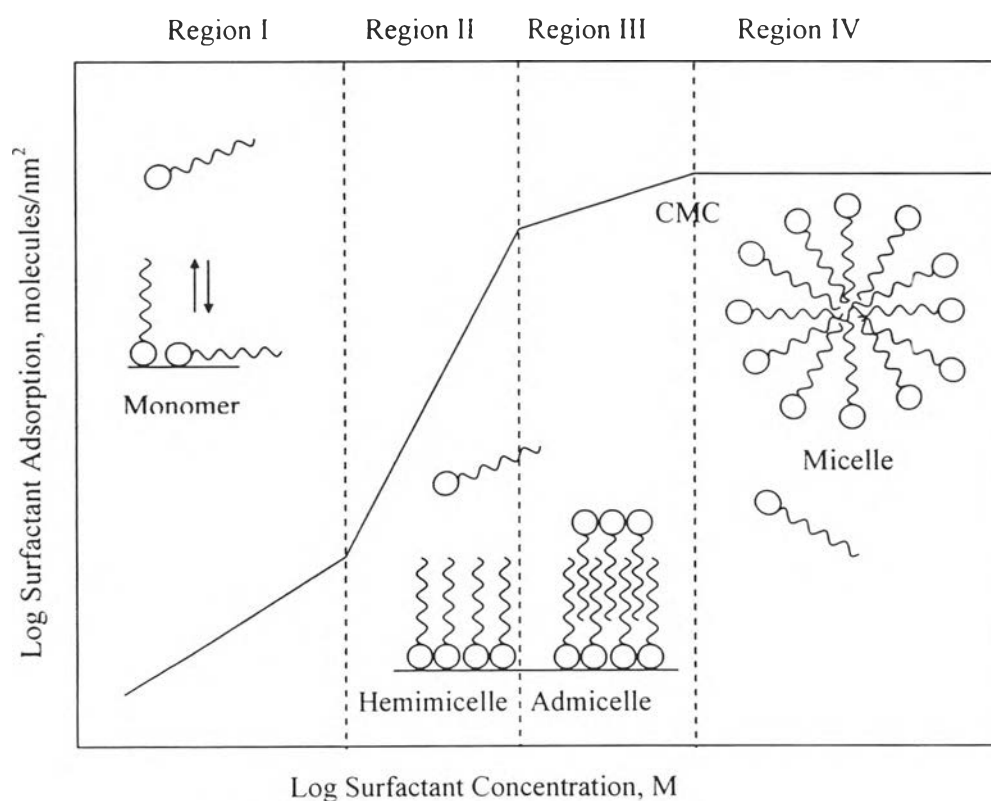 Region I Region II Region III Region IV
CMC
Monomer
Micelle
Hemimicelle Admicelle
Log Surfactant Adsorption, molecules/nm²
Log Surfactant Concentration, M